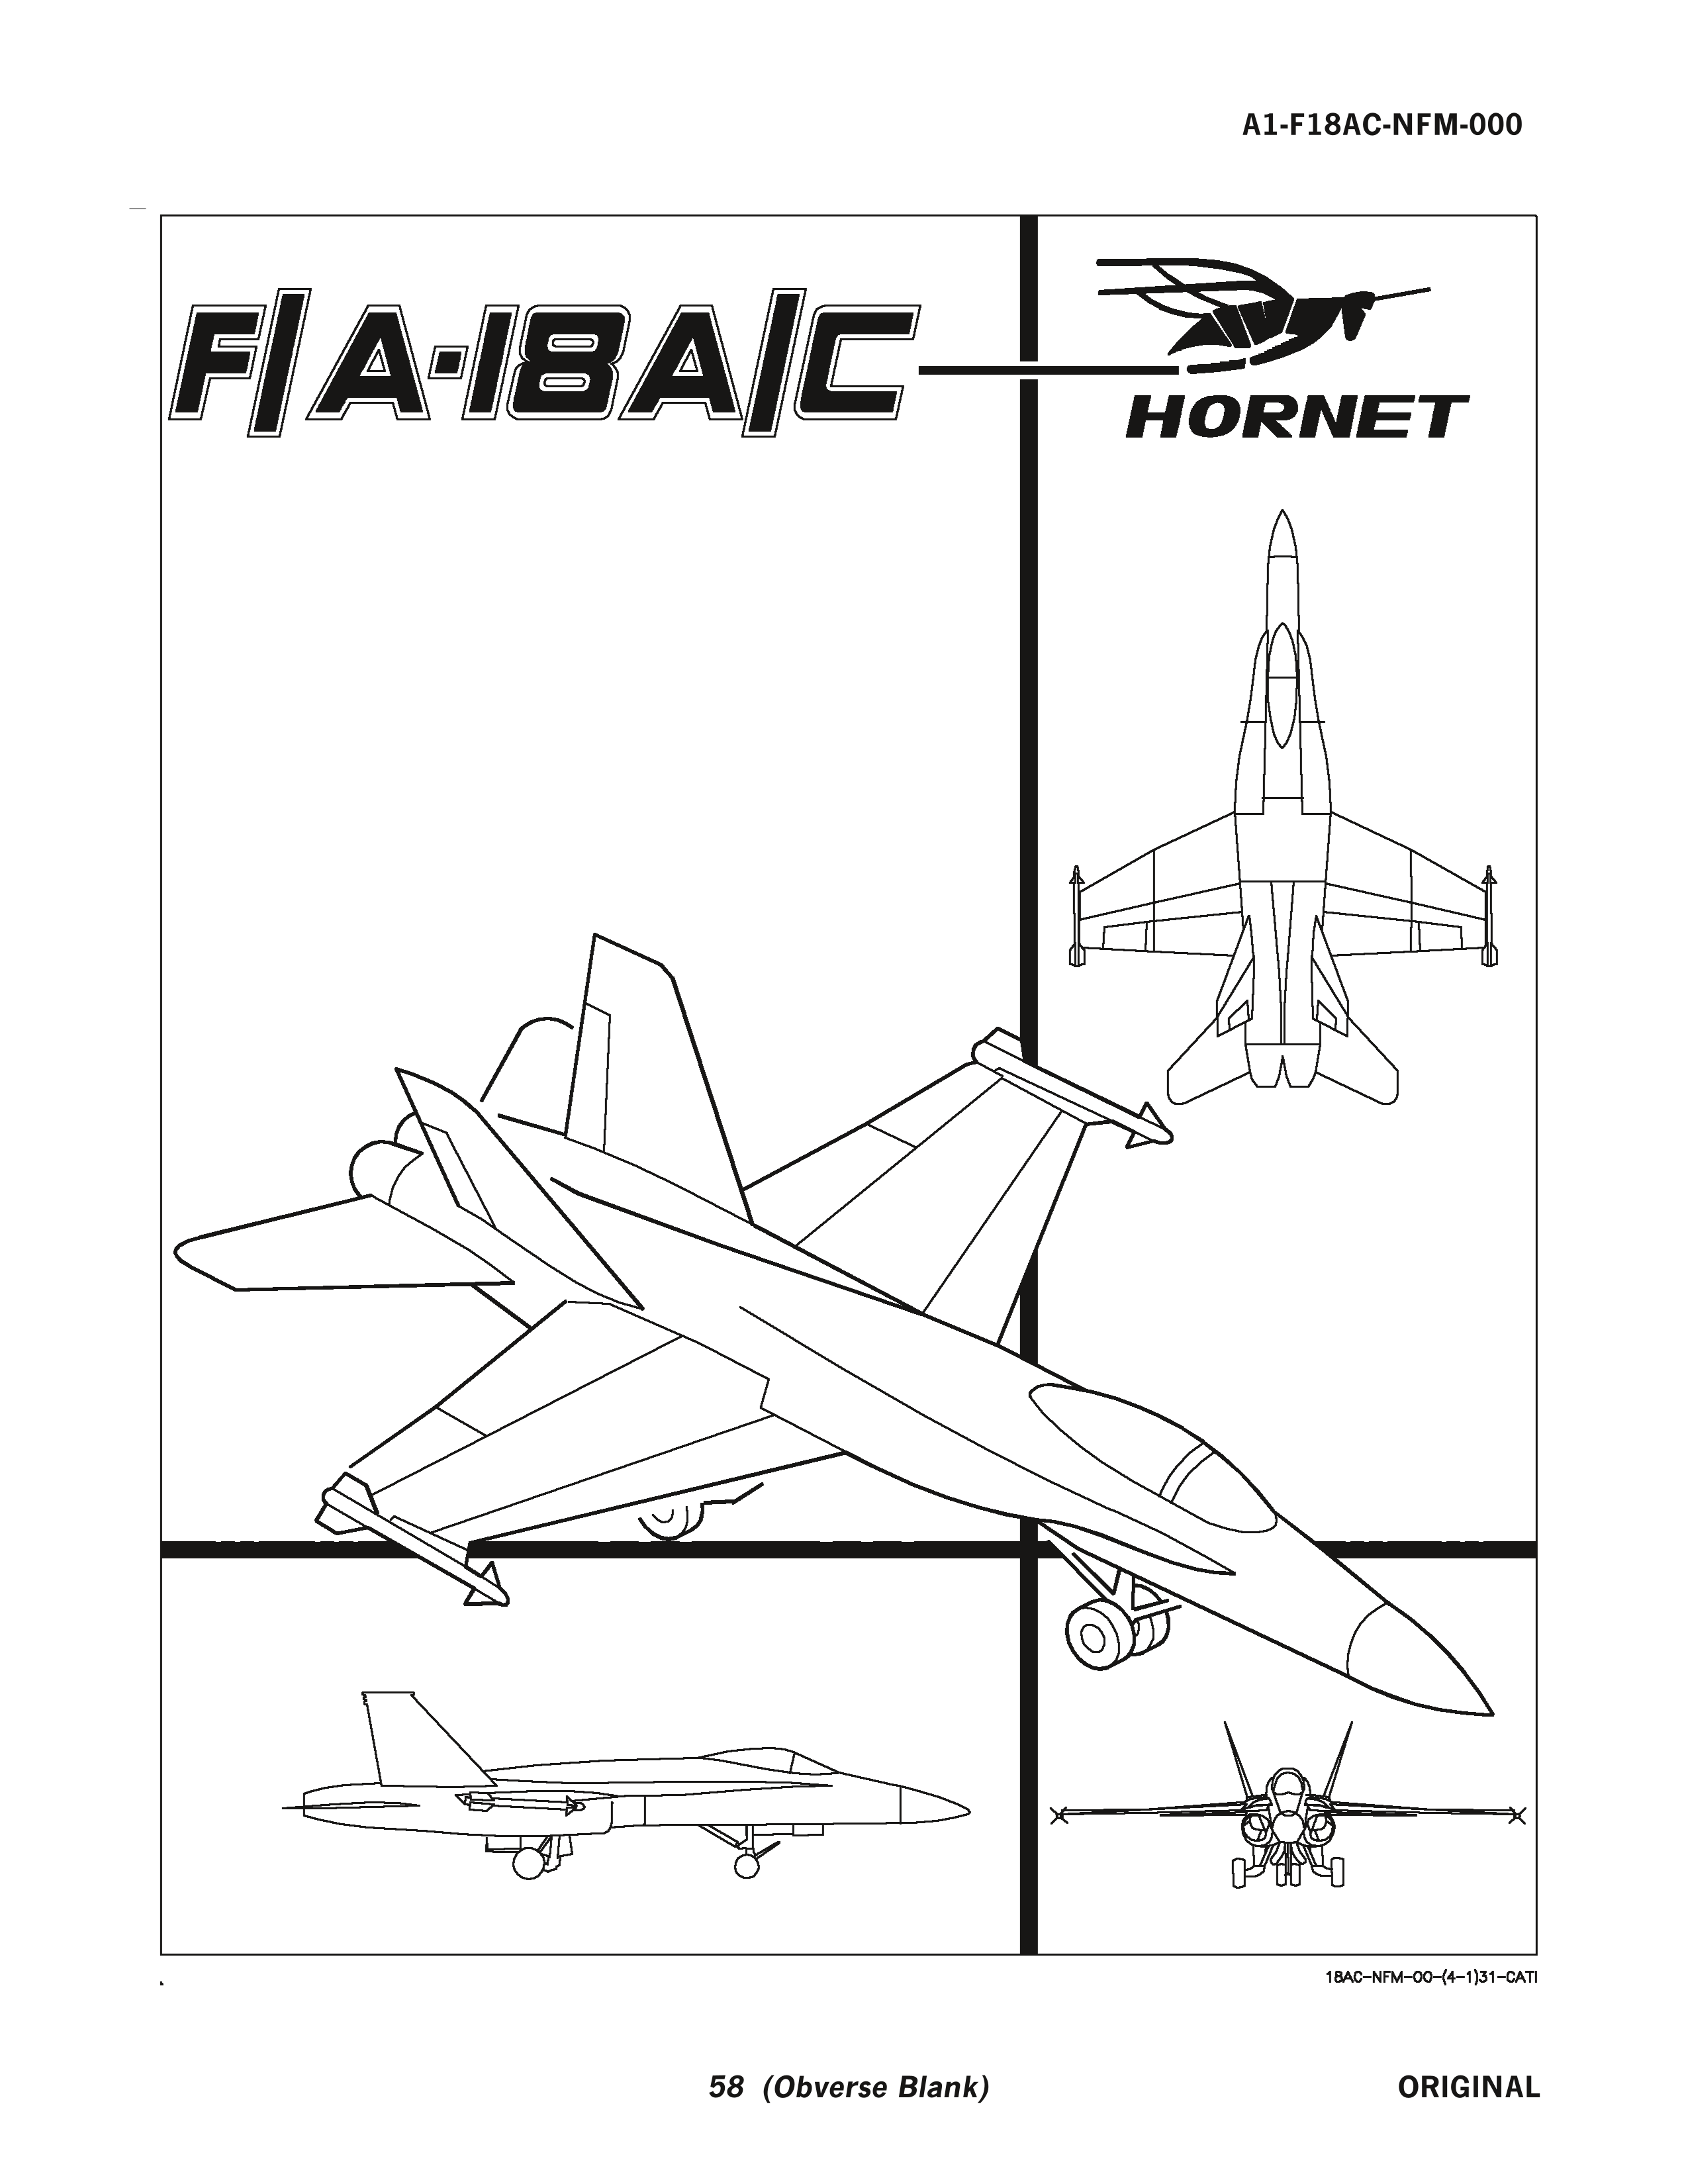 A1-F18AC-NFM-000
F/A-18A/C
HORNET
18AC-NFM-00-(4-1)31-CATI
58 (Obverse Blank)
ORIGINAL